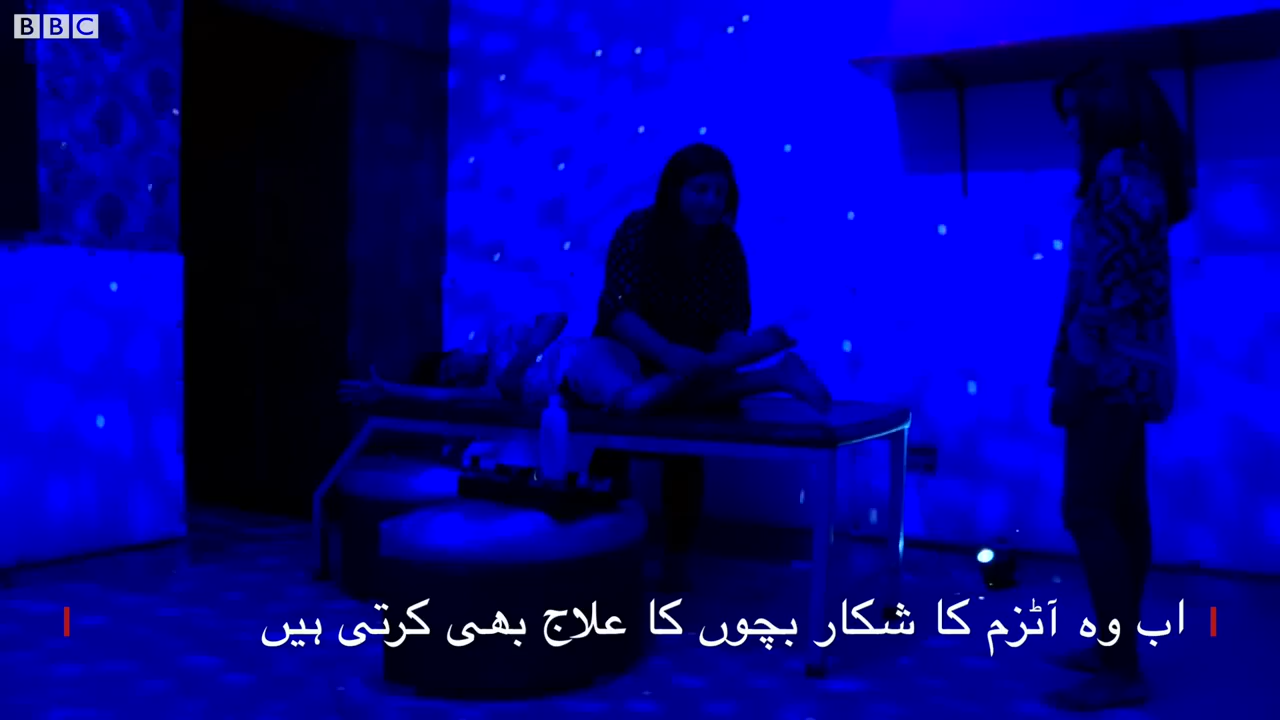 BBC
اب وہ آٹزم کا شکار بچوں کا علاج بھی کرتی ہیں